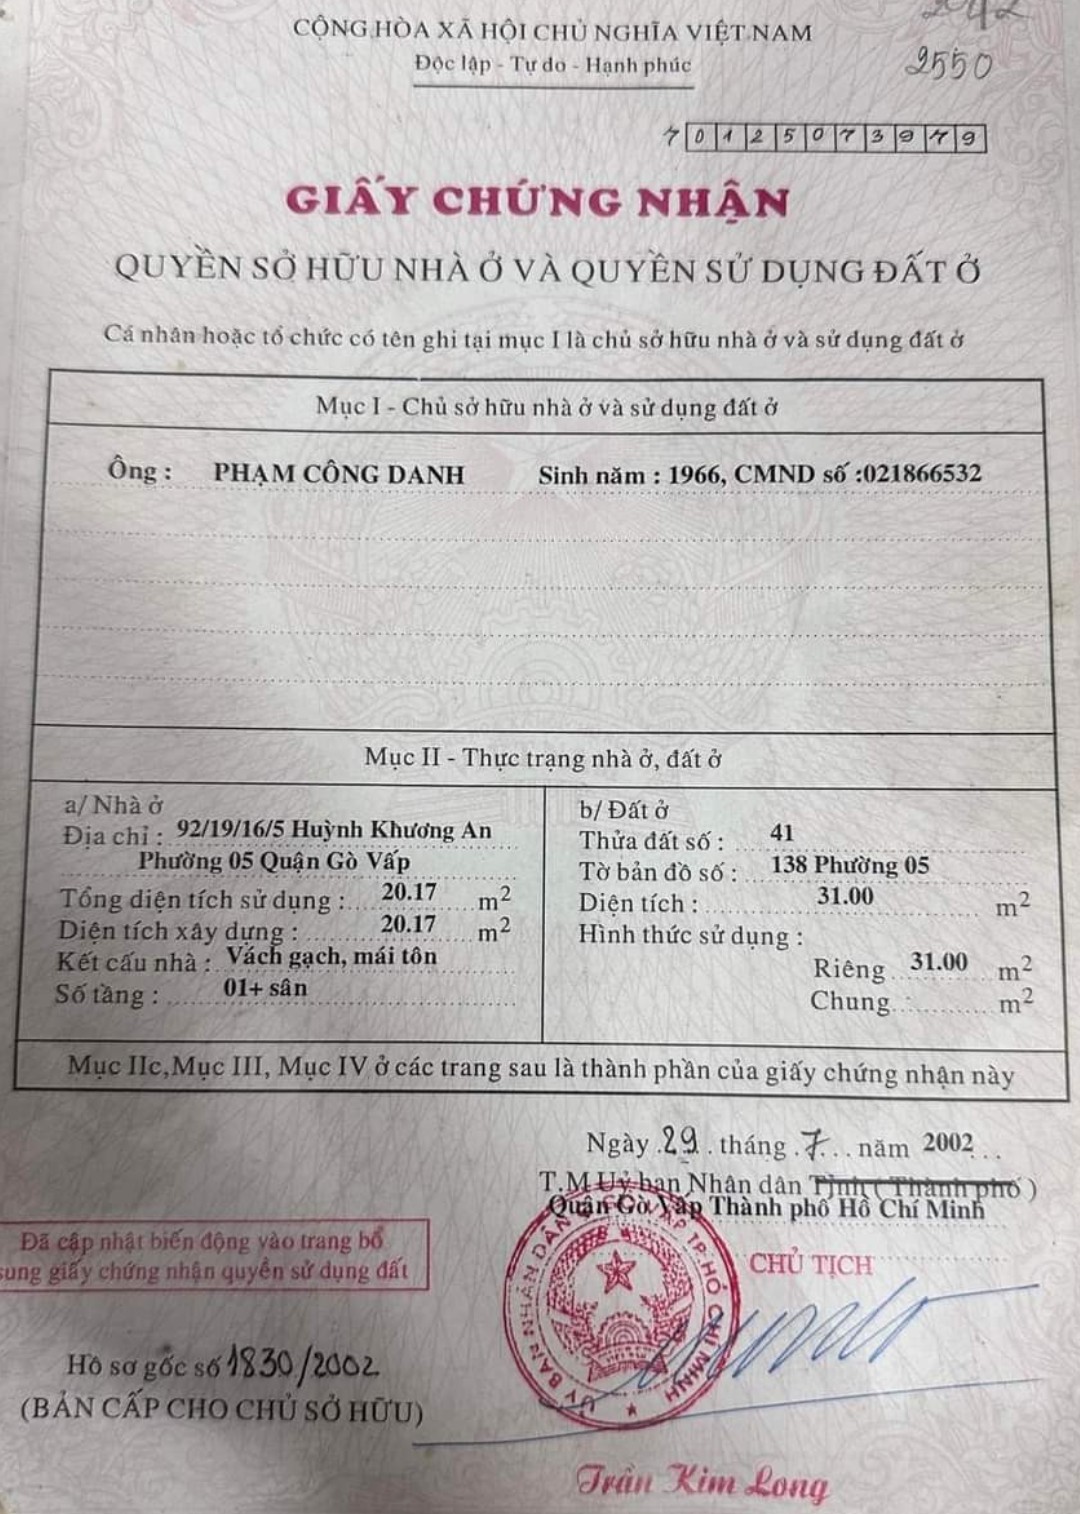 CỘNG HÒA XÃ HỘI CHỦ NGHĨA VIỆT NAM
Độc lập - Tự do - Hạnh phúc
2550
7 0 1 2 5 0 7 3 9 7 9
GIẤY CHỨNG NHẬN
QUYỀN SỞ HỮU NHÀ Ở VÀ QUYỀN SỬ DỤNG ĐẤT Ở
Cá nhân hoặc tổ chức có tên ghi tại mục I là chủ sở hữu nhà ở và sử dụng đất ở
Mục I - Chủ sở hữu nhà ở và sử dụng đất ở
Ông : PHẠM CÔNG DANH Sinh năm : 1966, CMND số :021866532
Mục II - Thực trạng nhà ở, đất ở
a/ Nhà ở
Địa chỉ : 92/19/16/5 Huỳnh Khương An
Phường 05 Quận Gò Vấp
Tổng diện tích sử dụng : 20.17 m2
Diện tích xây dựng : 20.17 m2
Kết cấu nhà : Vách gạch, mái tôn
Số tầng : 01+ sân
b/ Đất ở
Thửa đất số : 41
Tờ bản đồ số : 138 Phường 05
Diện tích : 31.00 m2
Hình thức sử dụng :
Riêng 31.00 m2
Chung m2
Mục IIc,Mục III, Mục IV ở các trang sau là thành phần của giấy chứng nhận này
Ngày 29 tháng 7 năm 2002
T.M Uỷ ban Nhân dân Tỉnh ( Thành phố )
Quận Gò Vấp Thành phố Hồ Chí Minh
CHỦ TỊCH
ỦY BAN NHÂN DÂN Q. GÒ VẤP TP. HỒ CHÍ MINH
Đã cập nhật biến động vào trang bổ
sung giấy chứng nhận quyền sử dụng đất
Hồ sơ gốc số 1830/2002
(BẢN CẤP CHO CHỦ SỞ HỮU)
Trần Kim Long